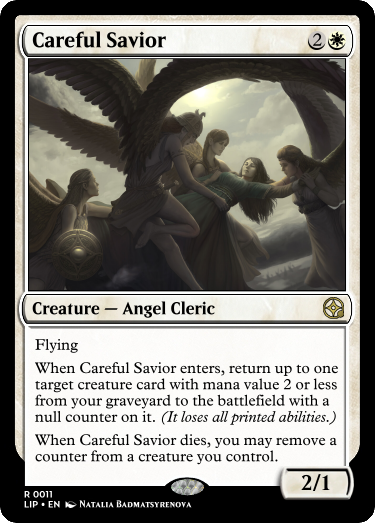 Careful Savior 2
Creature — Angel Cleric
Flying
When Careful Savior enters, return up to one
target creature card with mana value 2 or less
from your graveyard to the battlefield with a
null counter on it. (It loses all printed abilities.)
When Careful Savior dies, you may remove a
counter from a creature you control.
2/1
R 0011
LIP • EN Natalia Badmatsyrenova